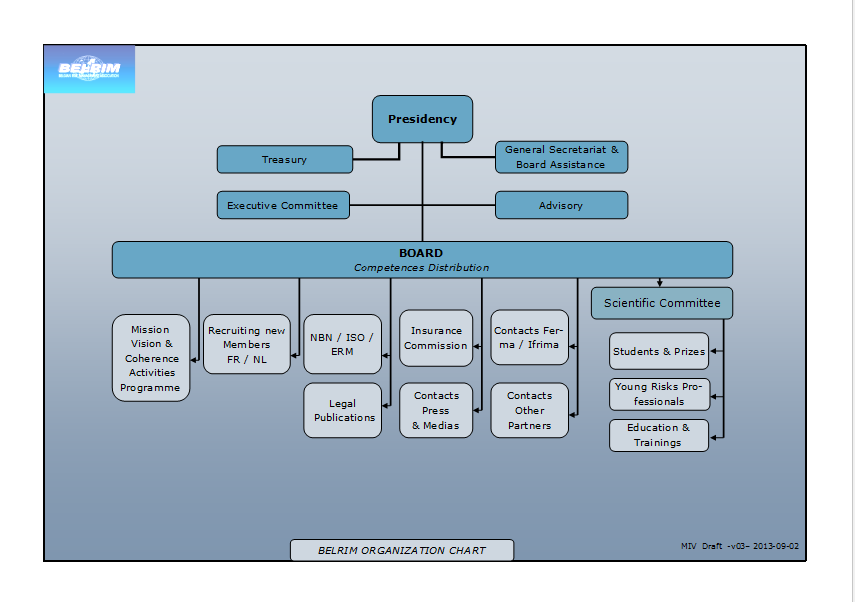 BELRIM
Presidency
Treasury
General Secretariat &
Board Assistance
Executive Committee
Advisory
BOARD
Competences Distribution
Scientific Committee
Mission
Vision &
Coherence
Activities
Programme
Recruiting new
Members
FR / NL
NBN / ISO /
ERM
Insurance
Commission
Contacts Fer-
ma / Ifrima
Students & Prizes
Legal
Publications
Contacts
Press
& Medias
Contacts
Other
Partners
Young Risks Pro-
fessionals
Education &
Trainings
BELRIM ORGANIZATION CHART
MIV Draft -v03– 2013-09-02